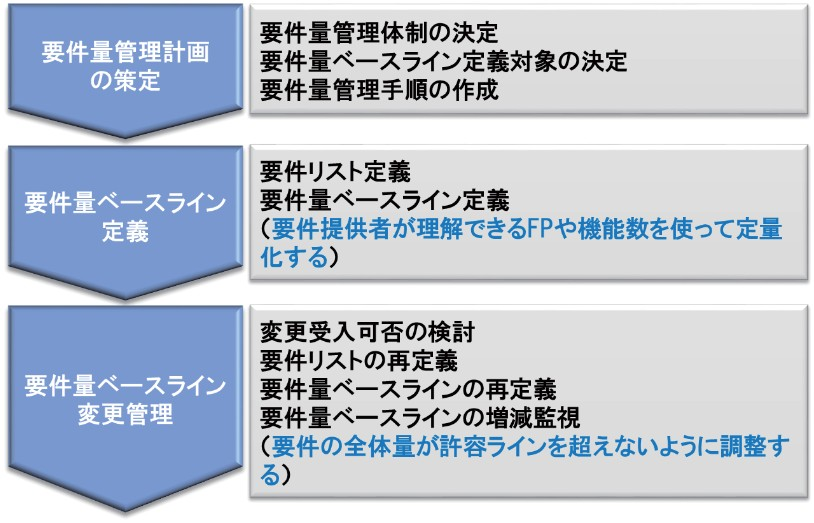 要件量管理計画
の策定
要件量管理体制の決定
要件量ベースライン定義対象の決定
要件量管理手順の作成
要件量ベースライン
定義
要件リスト定義
要件量ベースライン定義
(要件提供者が理解できるFPや機能数を使って定量
化する)
要件量ベースライン
変更管理
変更受入可否の検討
要件リストの再定義
要件量ベースラインの再定義
要件量ベースラインの増減監視
(要件の全体量が許容ラインを超えないように調整す
る)